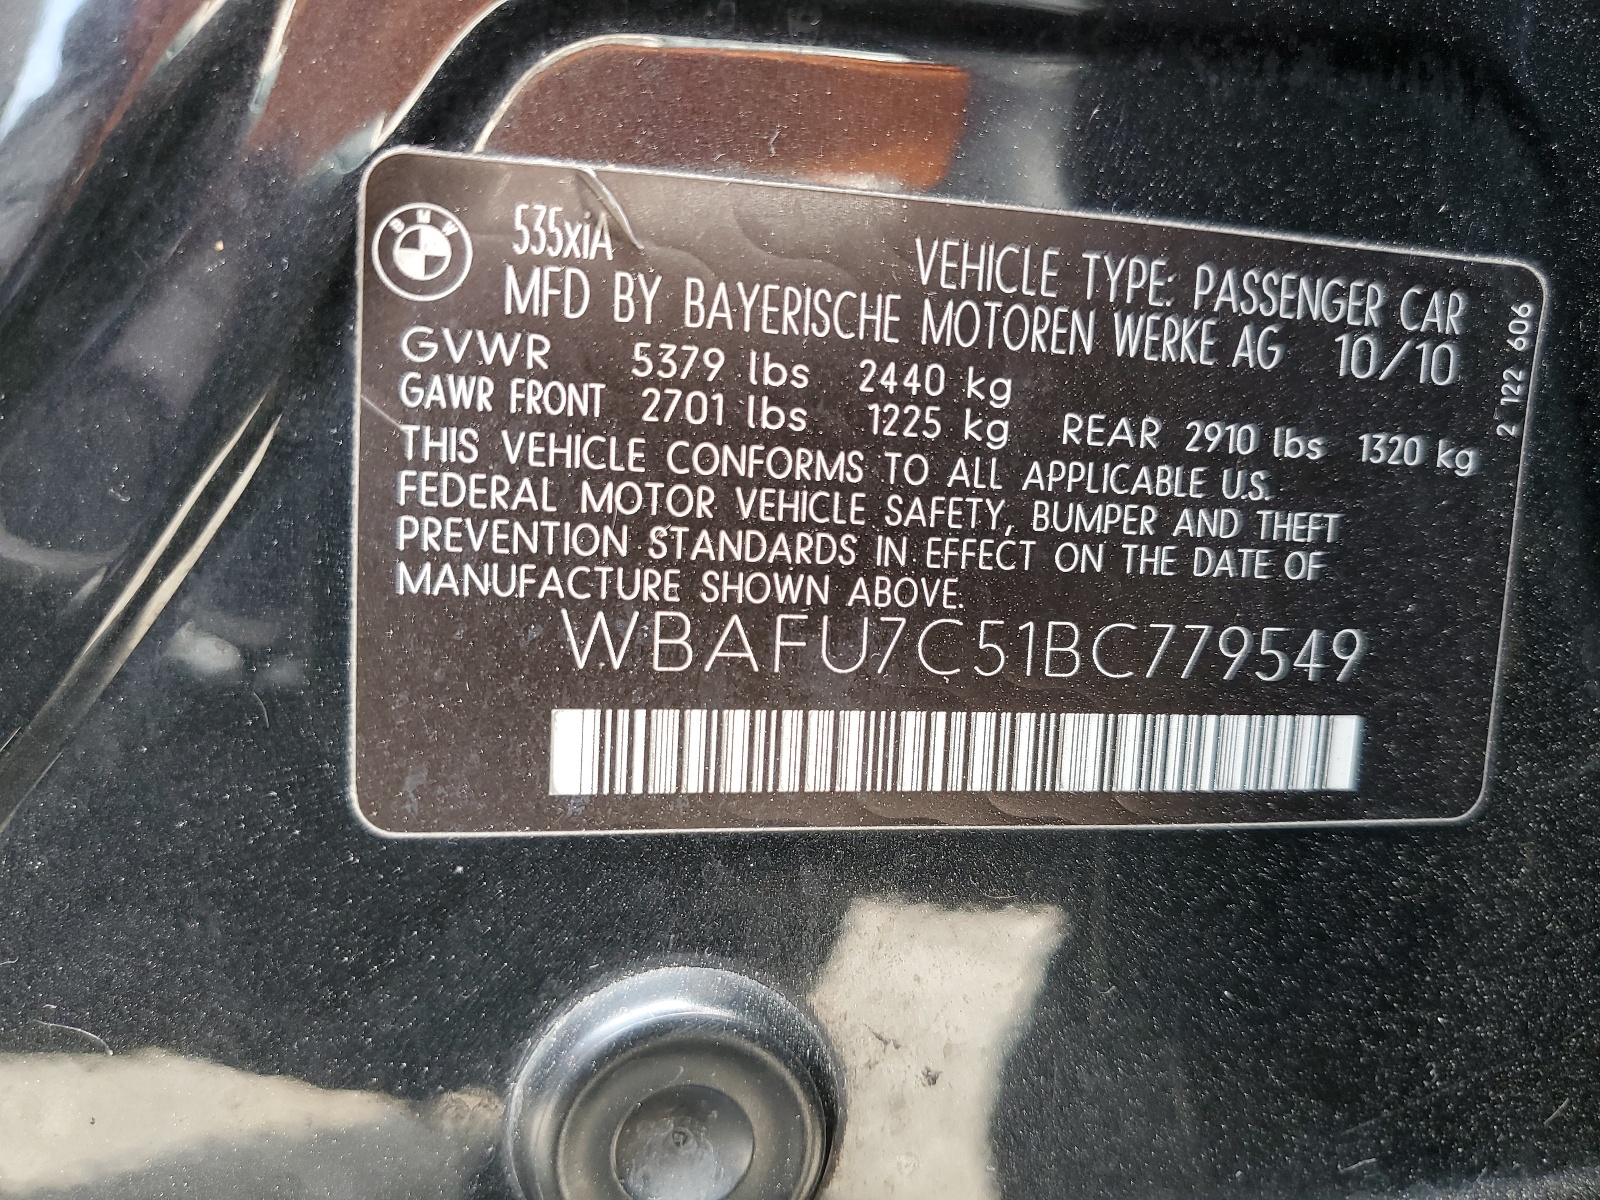 BMW
535xiA
VEHICLE TYPE: PASSENGER CAR
MFD BY BAYERISCHE MOTOREN WERKE AG 10/10
GVWR 5379 lbs 2440 kg
GAWR FRONT 2701 lbs 1225 kg REAR 2910 lbs 1320 kg
THIS VEHICLE CONFORMS TO ALL APPLICABLE U.S.
FEDERAL MOTOR VEHICLE SAFETY, BUMPER AND THEFT
PREVENTION STANDARDS IN EFFECT ON THE DATE OF
MANUFACTURE SHOWN ABOVE.
WBAFU7C51BC779549
122 606